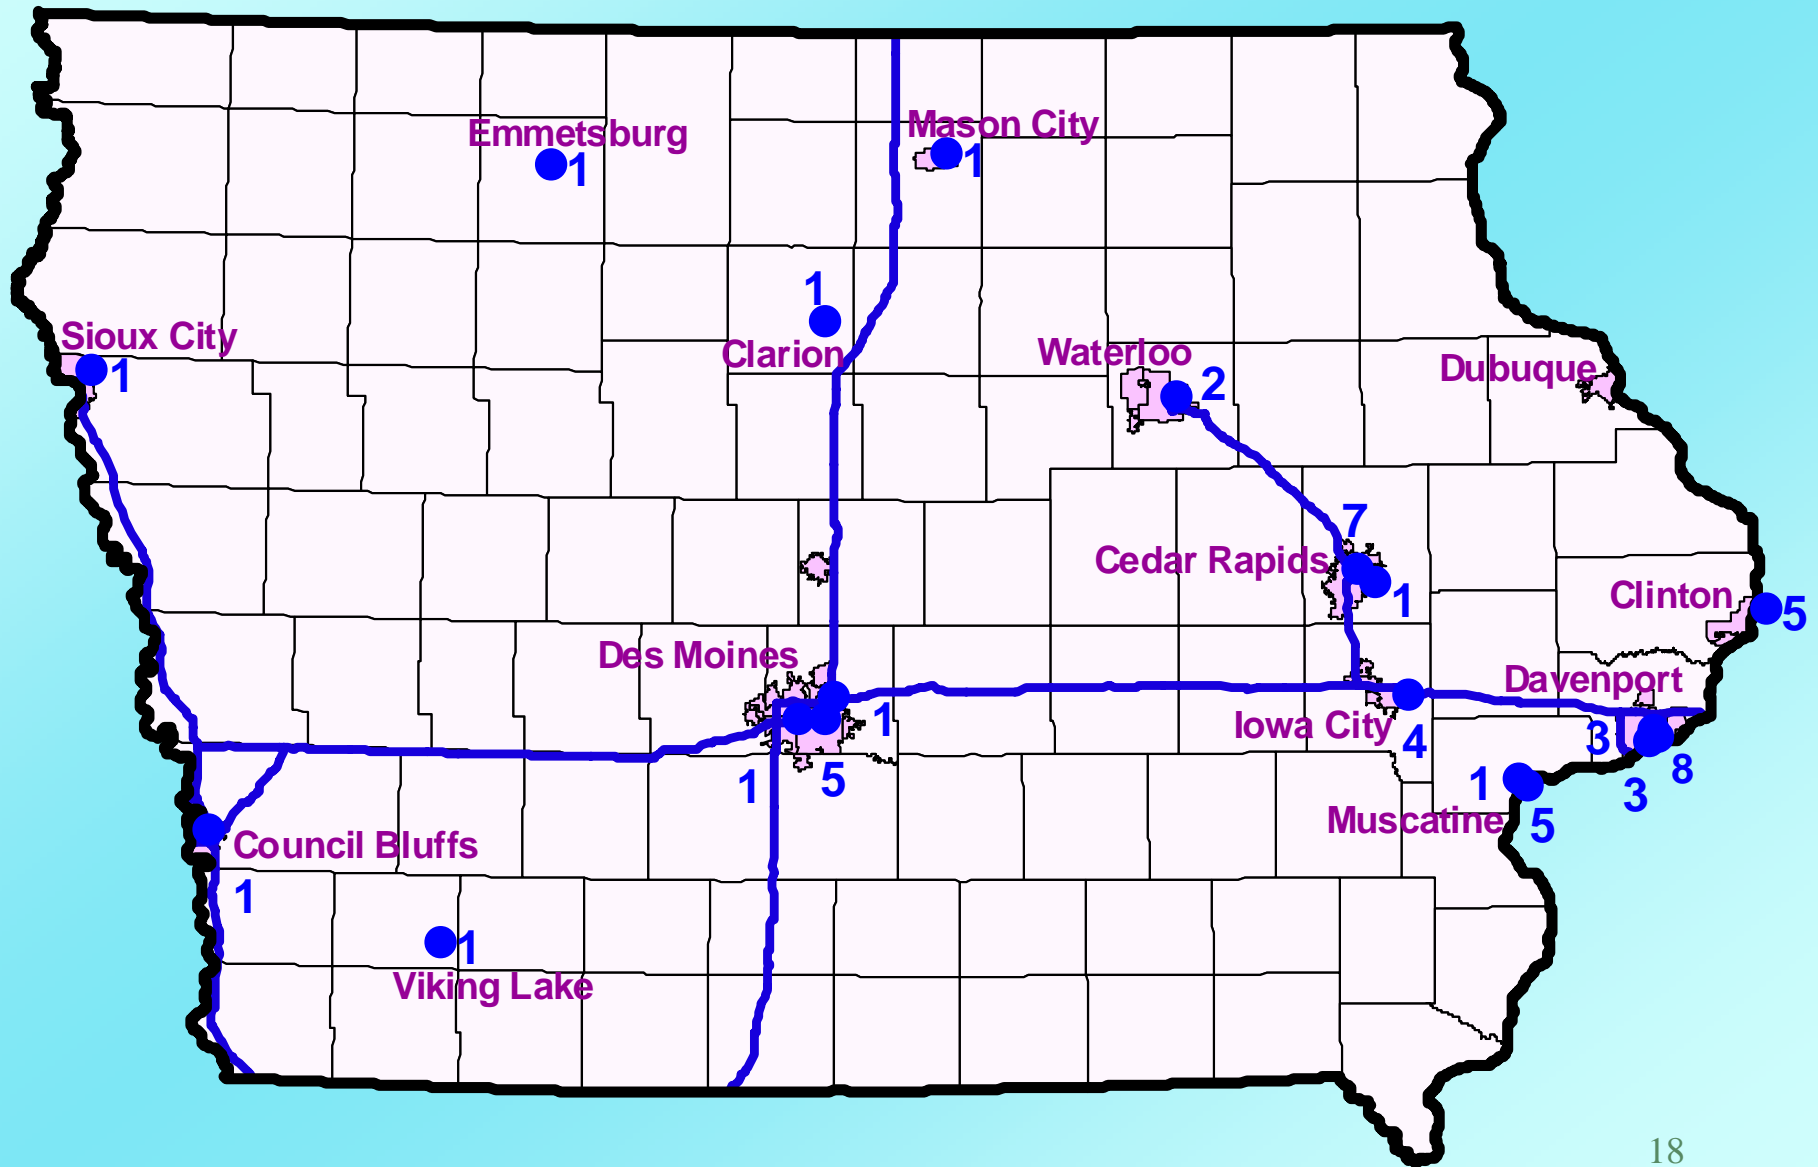 Mason City
Emmetsburg
1
1
1
Sioux City
1
Clarion
Waterloo
2
Dubuque
7
Cedar Rapids
1
Clinton
5
Des Moines
1
Davenport
Iowa City
4
3
8
3
1
5
1
5
Muscatine
Council Bluffs
1
1
Viking Lake
18